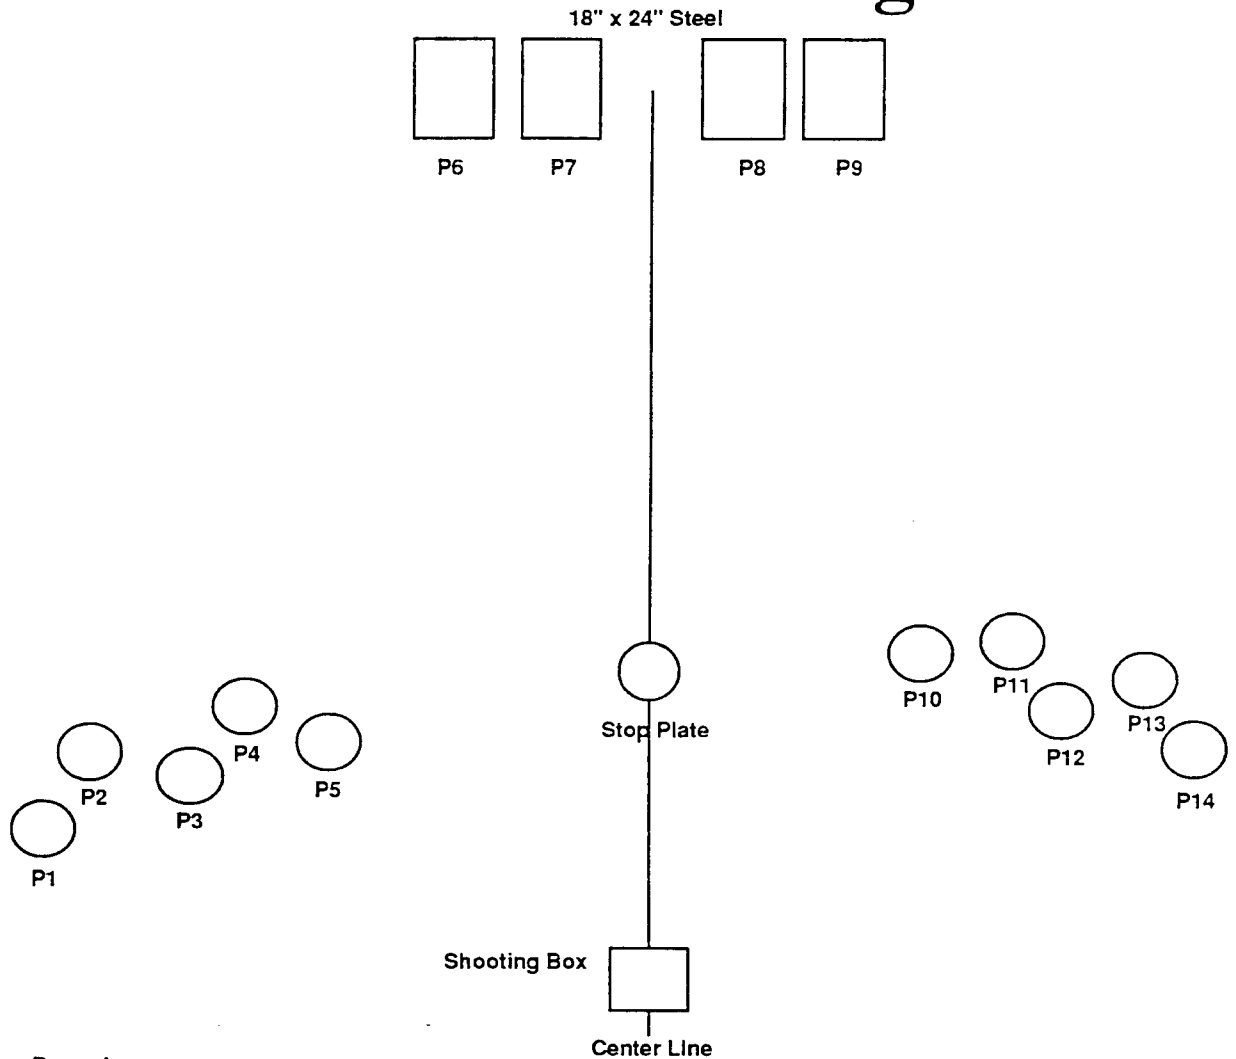 18" x 24" Steel
P6 P7 P8 P9
P10 P11 P12 P13 P14
Stop Plate
P1 P2 P3 P4 P5
Shooting Box
Center Line